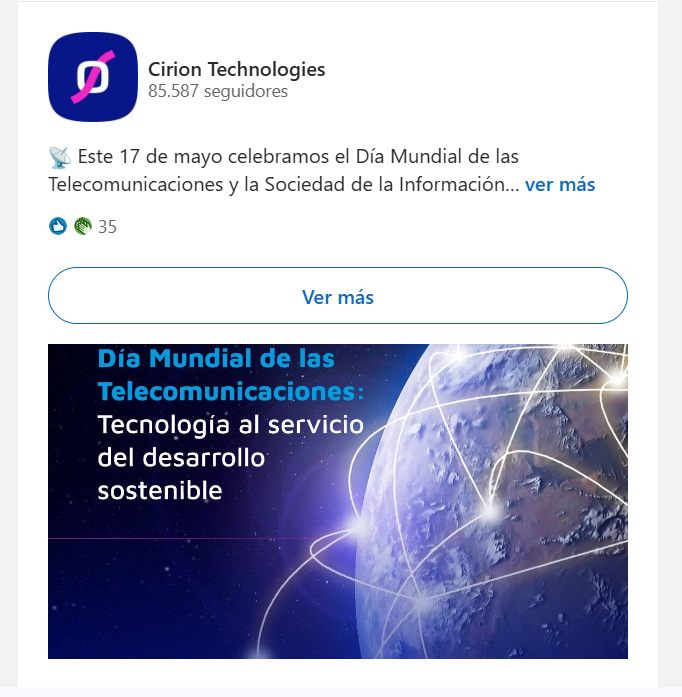 Cirion Technologies
85.587 seguidores
📡 Este 17 de mayo celebramos el Día Mundial de las
Telecomunicaciones y la Sociedad de la Información... ver más
35
Ver más
Día Mundial de las
Telecomunicaciones:
Tecnología al servicio
del desarrollo
sostenible